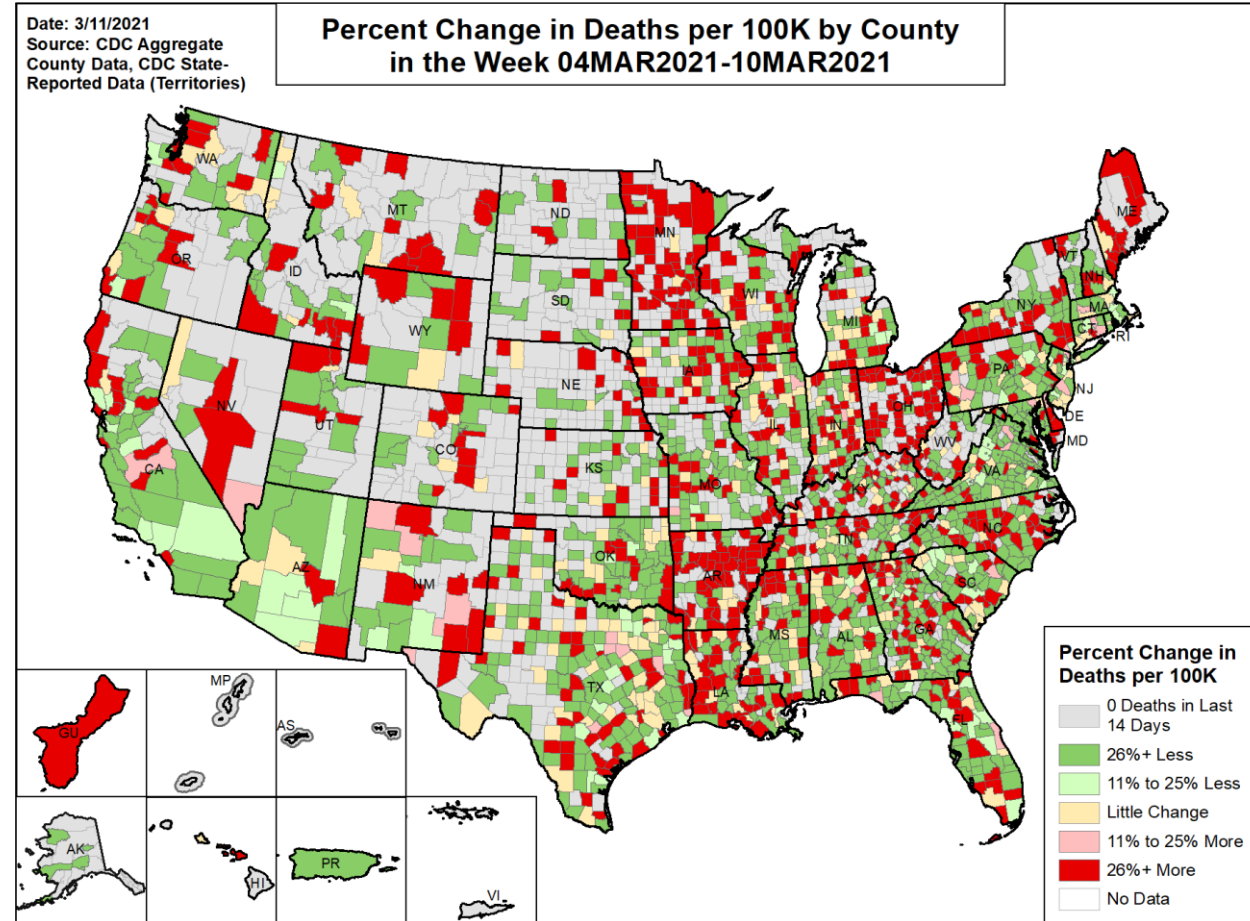 Date: 3/11/2021
Source: CDC Aggregate
County Data, CDC State-
Reported Data (Territories)
Percent Change in Deaths per 100K by County
in the Week 04MAR2021-10MAR2021
WA
MT
ND
MN
ME
OR
ID
SD
WI
MI
VT
NH
NY
MA
CT
RI
WY
IA
NE
PA
NJ
NV
UT
CO
IL
IN
OH
DE
MD
WV
VA
CA
KS
MO
KY
NC
TN
AZ
NM
OK
AR
SC
MS
AL
GA
TX
LA
FL
GU
MP
AS
AK
HI
PR
VI
Percent Change in
Deaths per 100K
0 Deaths in Last
14 Days
26%+ Less
11% to 25% Less
Little Change
11% to 25% More
26%+ More
No Data